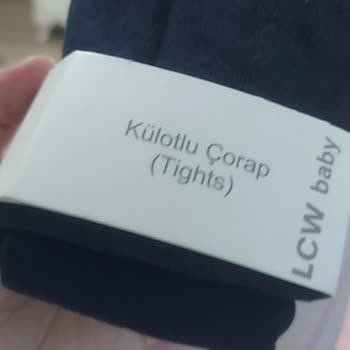 Külotlu Çorap
(Tights)
LCW baby